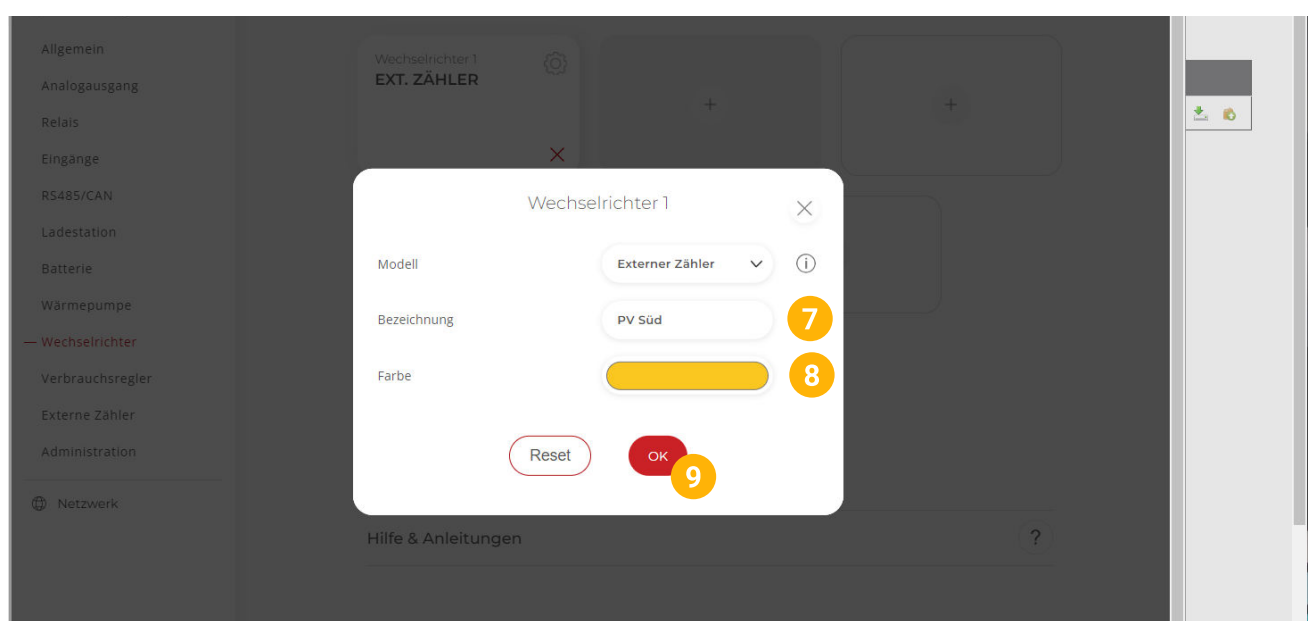 Allgemein
Analogausgang
Relais
Eingänge
RS485/CAN
Ladestation
Batterie
Wärmepumpe
Wechselrichter
Verbrauchsregler
Externe Zähler
Administration
Netzwerk
Wechselrichter 1
EXT. ZÄHLER
+
+
Wechselrichter 1
Modell
Externer Zähler
Bezeichnung
PV Süd
7
Farbe
8
Reset
OK
9
Hilfe & Anleitungen
?